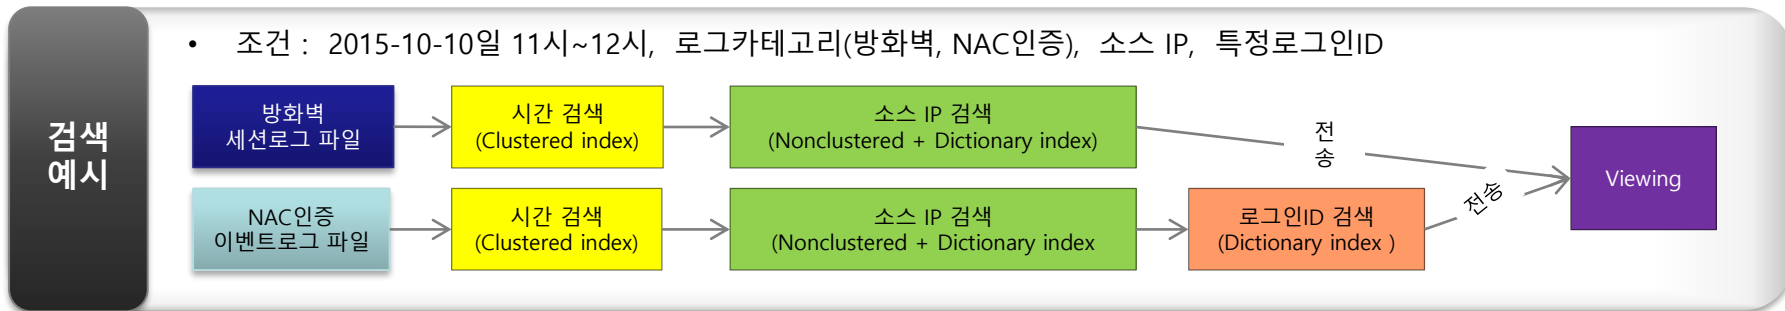 검색
예시
• 조건 : 2015-10-10일 11시~12시, 로그카테고리(방화벽, NAC인증), 소스 IP, 특정로그인ID
방화벽
세션로그 파일
시간 검색
(Clustered index)
소스 IP 검색
(Nonclustered + Dictionary index)
전
송
NAC인증
이벤트로그 파일
시간 검색
(Clustered index)
소스 IP 검색
(Nonclustered + Dictionary index
로그인ID 검색
(Dictionary index )
전송
Viewing